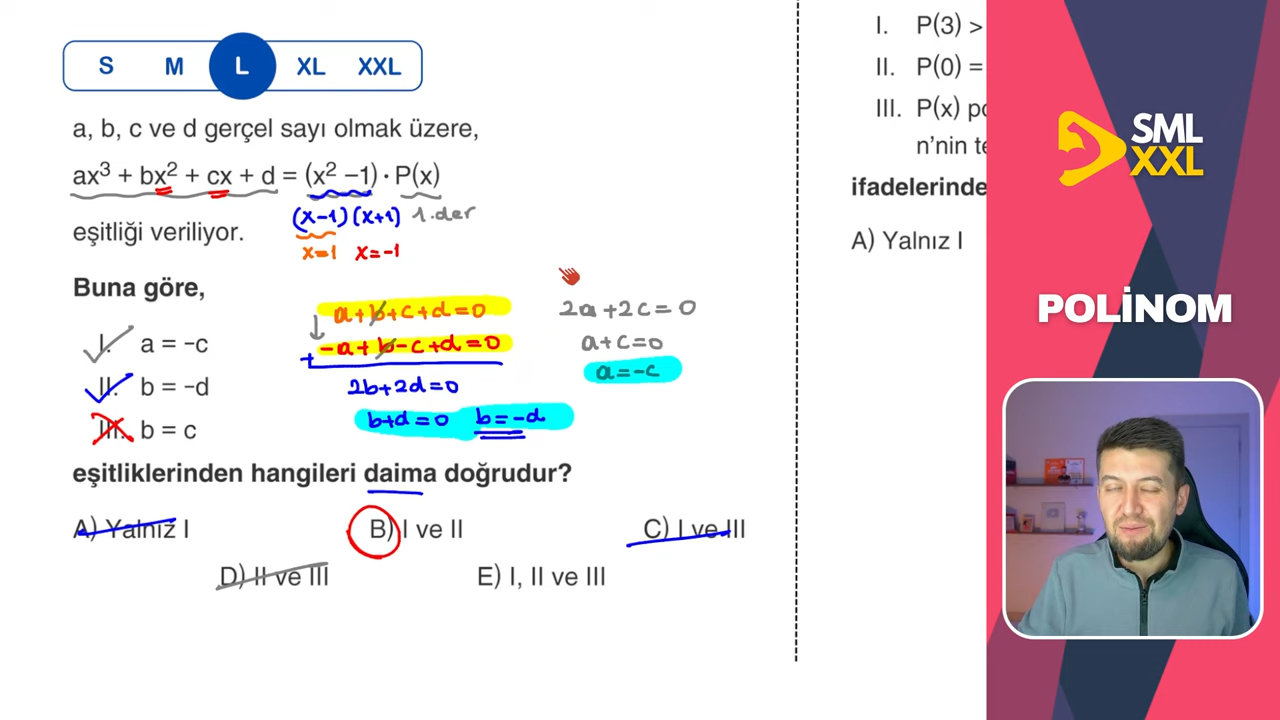 S M L XL XXL
a, b, c ve d gerçel sayı olmak üzere,
ax³ + bx² + cx + d = (x² –1) · P(x)
(x-1)(x+1) 1.der
eşitliği veriliyor.
x=1 x=-1
Buna göre,
I. a = -c
II. b = -d
III. b = c
a+b+c+d=0
-a+b-c+d=0
+
2b+2d=0
b+d=0 b=-d
2a+2c=0
a+c=0
a=-c
eşitliklerinden hangileri daima doğrudur?
A) Yalnız I B) I ve II C) I ve III
D) II ve III E) I, II ve III
I. P(3) >
II. P(0) =
III. P(x) po
n'nin te
ifadelerinde
A) Yalnız I
SML
XXL
POLİNOM